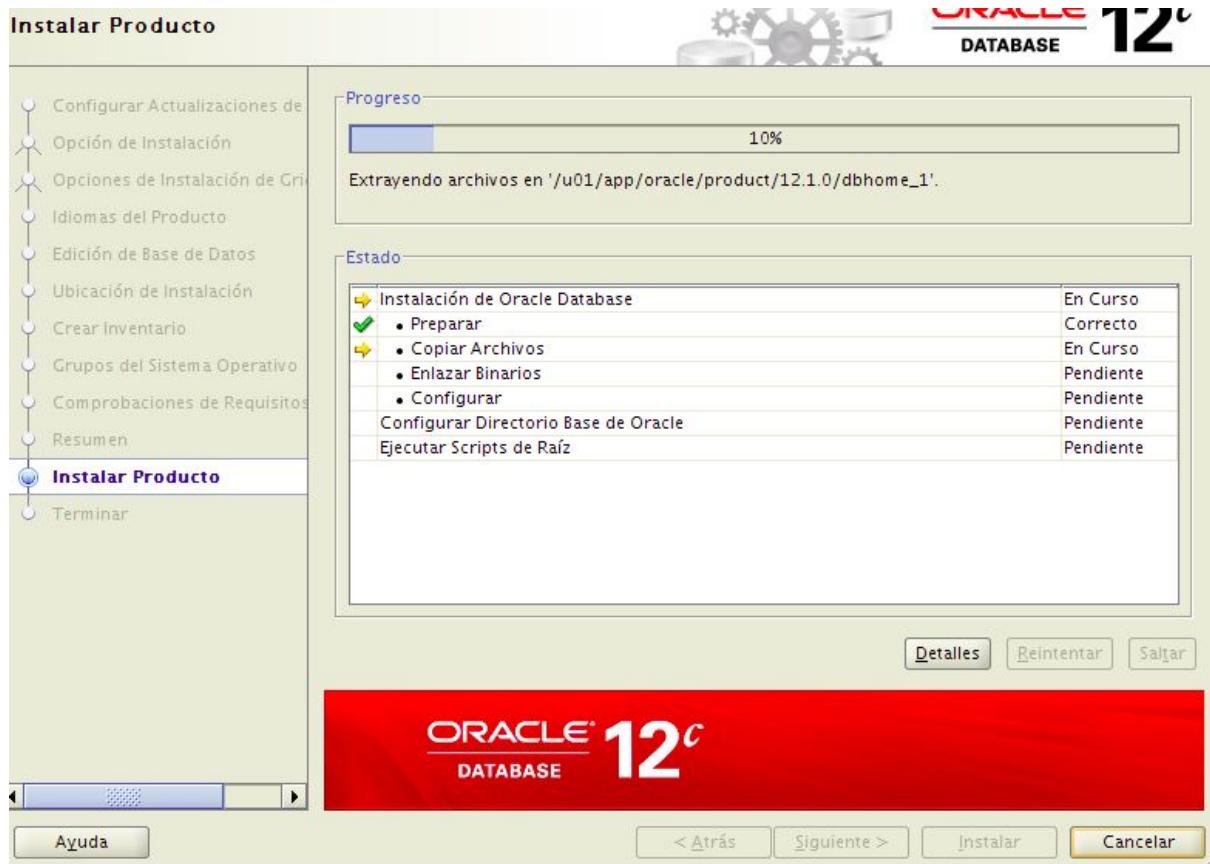 Instalar Producto
ORACLE
DATABASE
12c
Configurar Actualizaciones de
Opción de Instalación
Opciones de Instalación de Gri
Idiomas del Producto
Edición de Base de Datos
Ubicación de Instalación
Crear Inventario
Grupos del Sistema Operativo
Comprobaciones de Requisitos
Resumen
Instalar Producto
Terminar
Progreso
10%
Extrayendo archivos en '/u01/app/oracle/product/12.1.0/dbhome_1'.
Estado
Instalación de Oracle Database En Curso
• Preparar Correcto
• Copiar Archivos En Curso
• Enlazar Binarios Pendiente
• Configurar Pendiente
Configurar Directorio Base de Oracle Pendiente
Ejecutar Scripts de Raíz Pendiente
Detalles Reintentar Saltar
ORACLE
DATABASE
12c
Ayuda < Atrás Siguiente > Instalar Cancelar